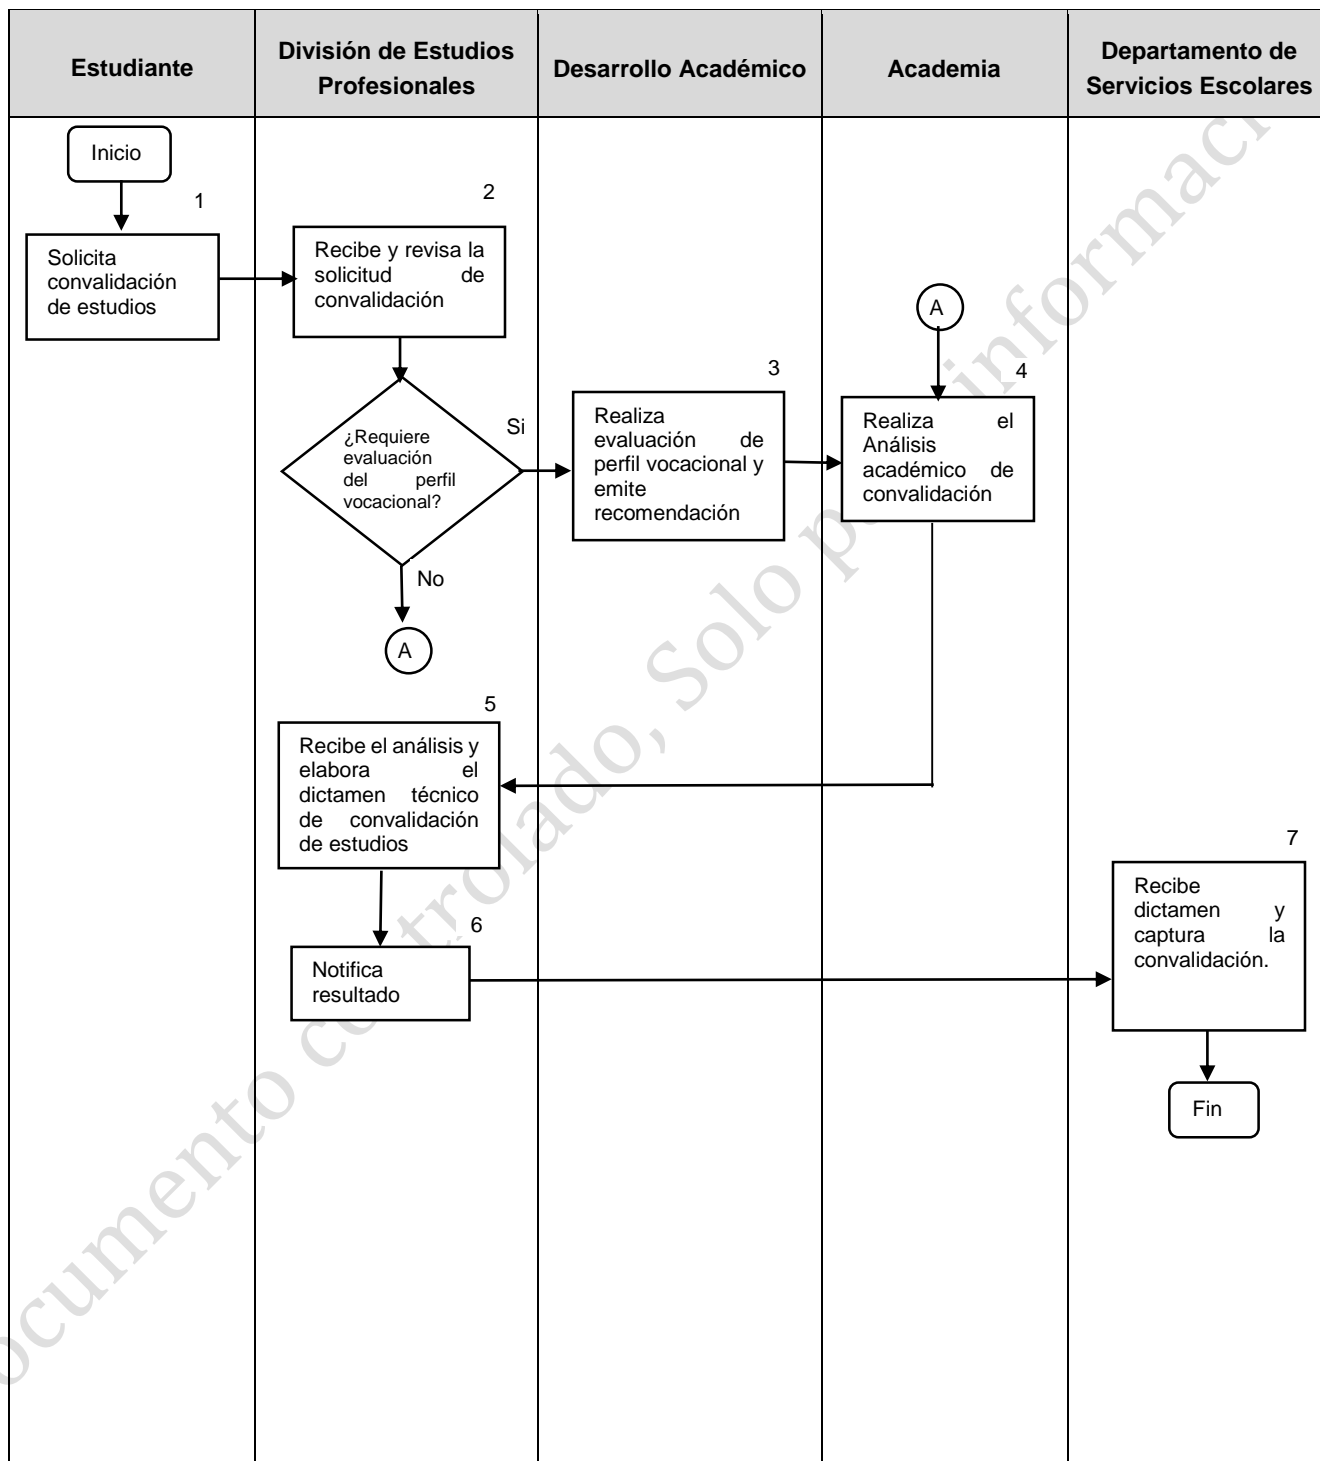 Estudiante
División de Estudios
Profesionales
Desarrollo Académico
Academia
Departamento de
Servicios Escolares
Inicio
1
Solicita
convalidación
de estudios
2
Recibe y revisa la
solicitud de
convalidación
¿Requiere
evaluación
del perfil
vocacional?
Si
No
A
3
Realiza
evaluación de
perfil vocacional y
emite
recomendación
A
4
Realiza el
Análisis
académico de
convalidación
5
Recibe el análisis y
elabora el
dictamen técnico
de convalidación
de estudios
6
Notifica
resultado
7
Recibe
dictamen y
captura la
convalidación.
Fin
Solo